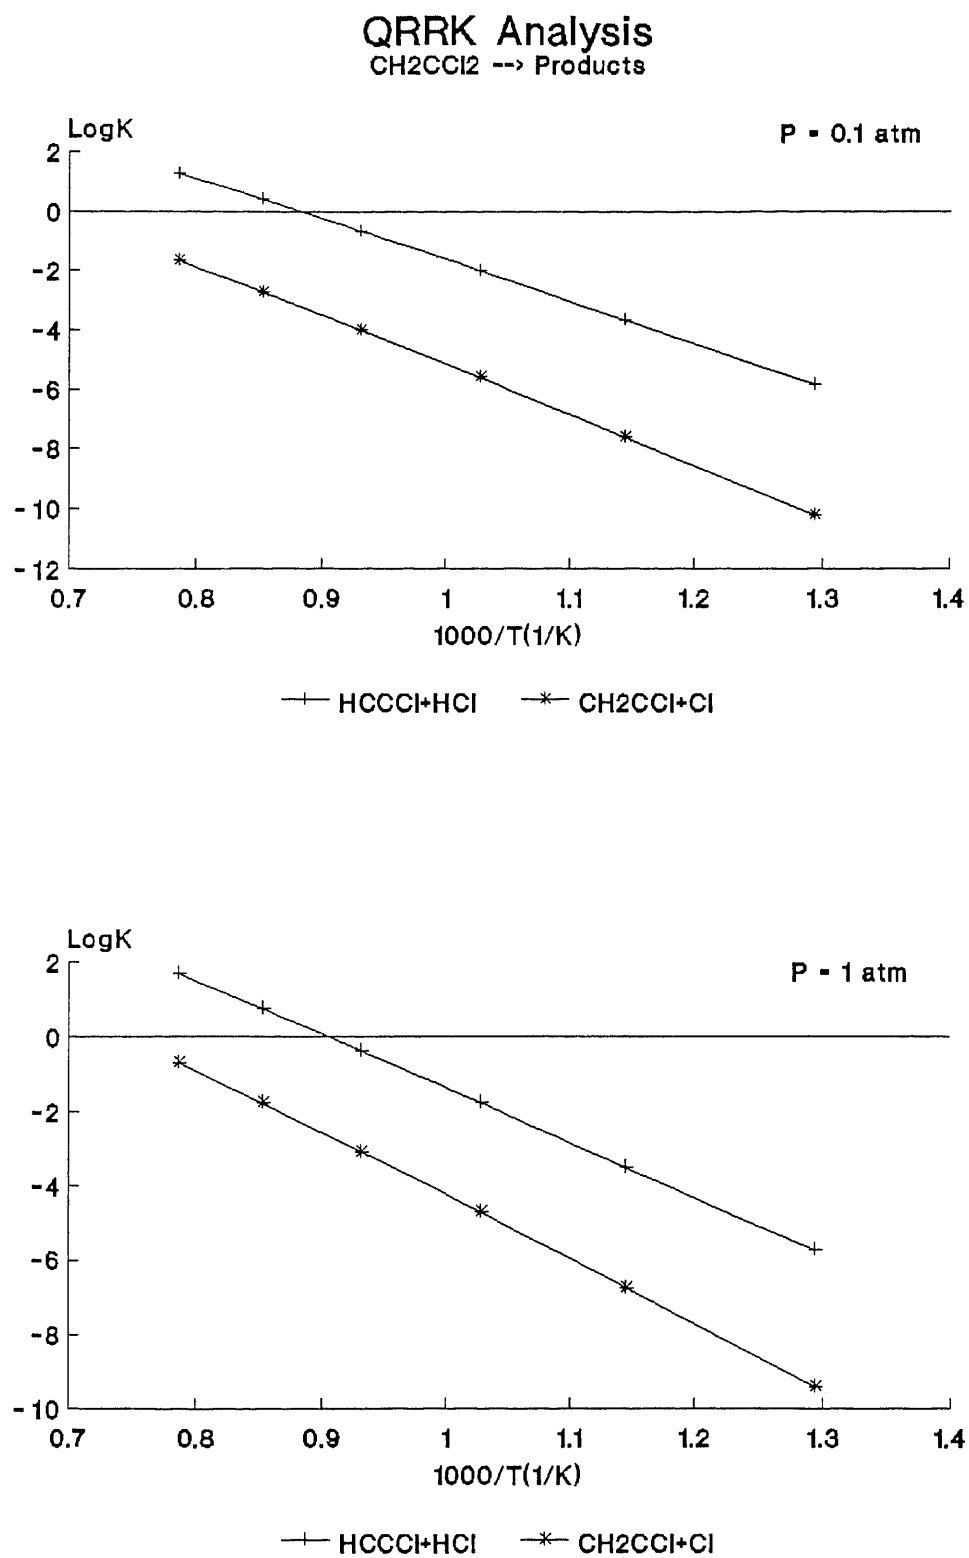 QRRK Analysis
CH2CCl2 --> Products
LogK
P = 0.1 atm
2
0
-2
-4
-6
-8
-10
-12
0.7 0.8 0.9 1 1.1 1.2 1.3 1.4
1000/T(1/K)
HCCCl+HCl CH2CCl+Cl
LogK
P = 1 atm
2
0
-2
-4
-6
-8
-10
0.7 0.8 0.9 1 1.1 1.2 1.3 1.4
1000/T(1/K)
HCCCl+HCl CH2CCl+Cl